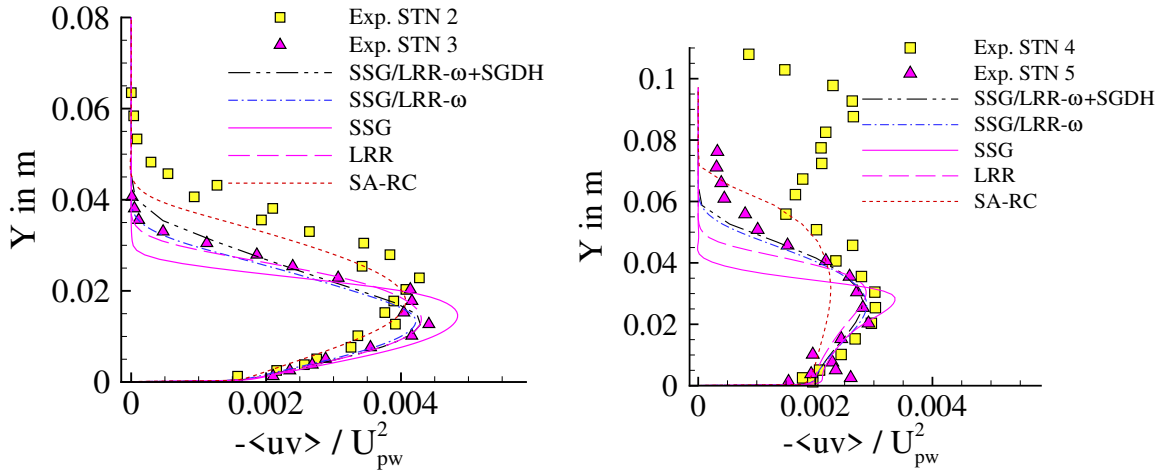 0.08
0.06
0.04
0.02
0
Y in m
Exp. STN 2
Exp. STN 3
SSG/LRR-ω+SGDH
SSG/LRR-ω
SSG
LRR
SA-RC
0
0.002
0.004
-<uv> / U²pw
0.1
0.08
0.06
0.04
0.02
0
Y in m
Exp. STN 4
Exp. STN 5
SSG/LRR-ω+SGDH
SSG/LRR-ω
SSG
LRR
SA-RC
0
0.002
0.004
-<uv> / U²pw